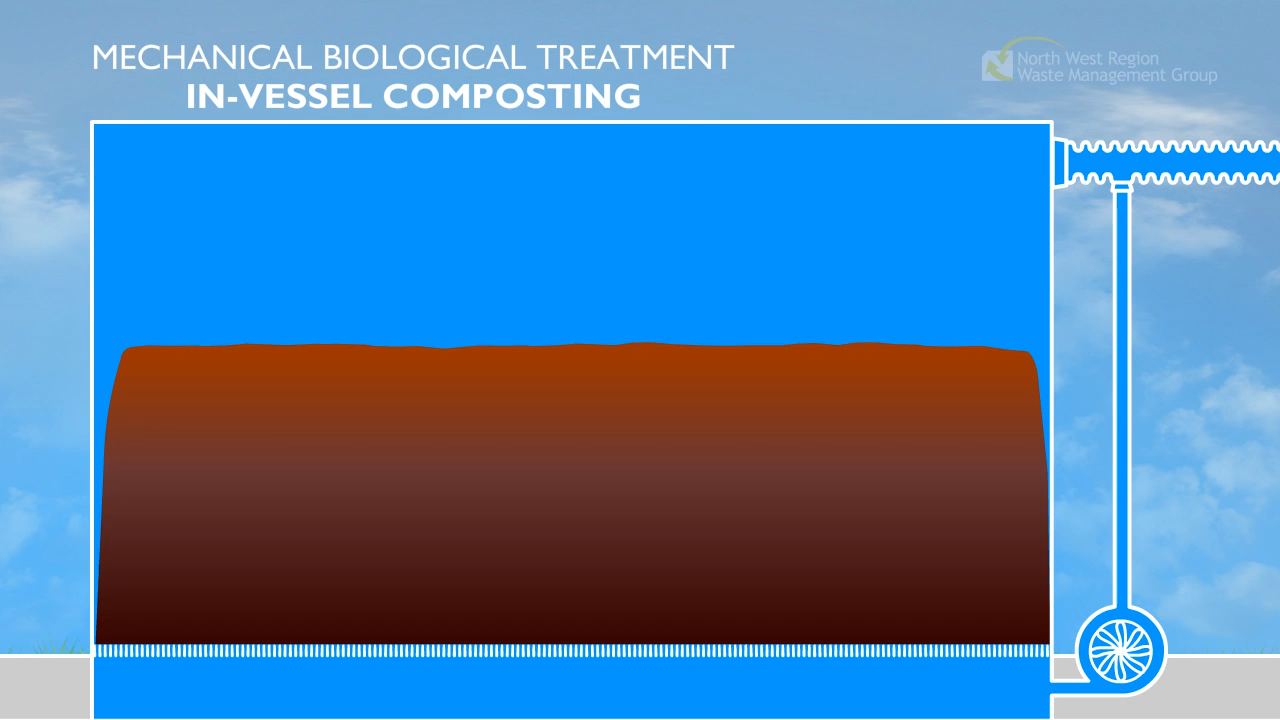 MECHANICAL BIOLOGICAL TREATMENT
IN-VESSEL COMPOSTING
North West Region
Waste Management Group